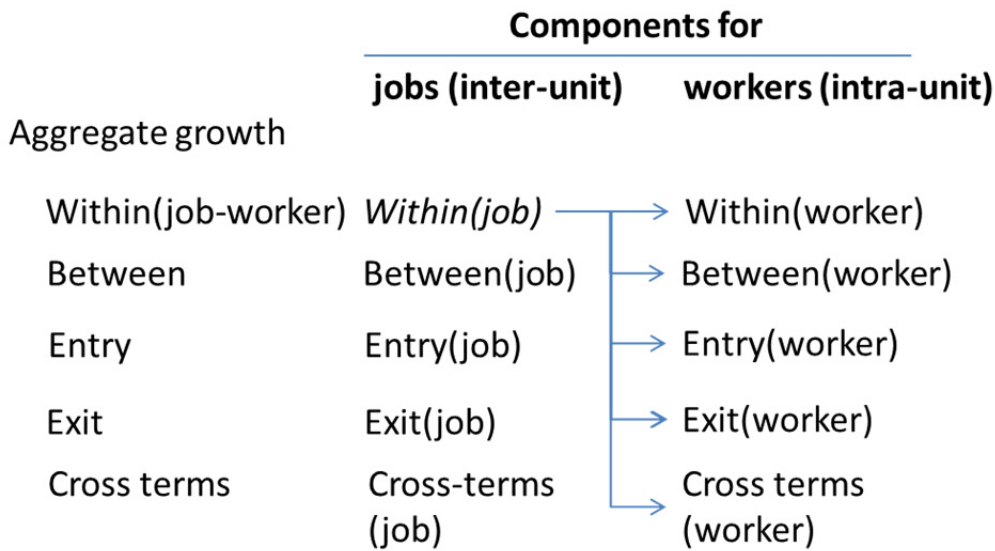 Components for
jobs (inter-unit) workers (intra-unit)
Aggregate growth
Within(job-worker) Within(job) Within(worker)
Between Between(job) Between(worker)
Entry Entry(job) Entry(worker)
Exit Exit(job) Exit(worker)
Cross terms Cross-terms Cross terms
(job) (worker)